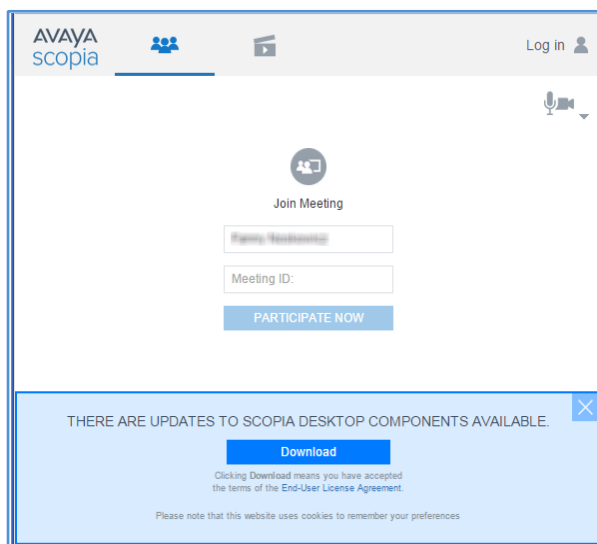 AVAYA
scopia
Log in
Join Meeting
Meeting ID:
PARTICIPATE NOW
THERE ARE UPDATES TO SCOPIA DESKTOP COMPONENTS AVAILABLE.
Download
Clicking Download means you have accepted
the terms of the End-User License Agreement.
Please note that this website uses cookies to remember your preferences